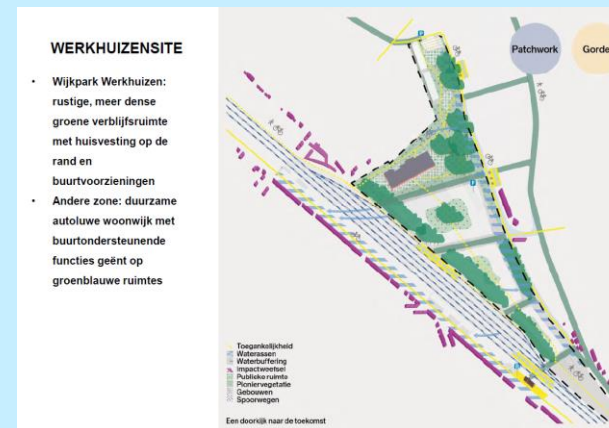 WERKHUIZENSITE
• Wijkpark Werkhuizen:
rustige, meer dense
groene verblijfsruimte
met huisvesting op de
rand en
buurtvoorzieningen
• Andere zone: duurzame
autoluwe woonwijk met
buurtondersteunende
functies geënt op
groenblauwe ruimtes
Patchwork
Gorde
P
P
Toegankelijkheid
Waterassen
Waterbuffering
Impactweefsel
Publieke ruimte
Pioniervegetatie
Gebouwen
Spoorwegen
Een doorkijk naar de toekomst